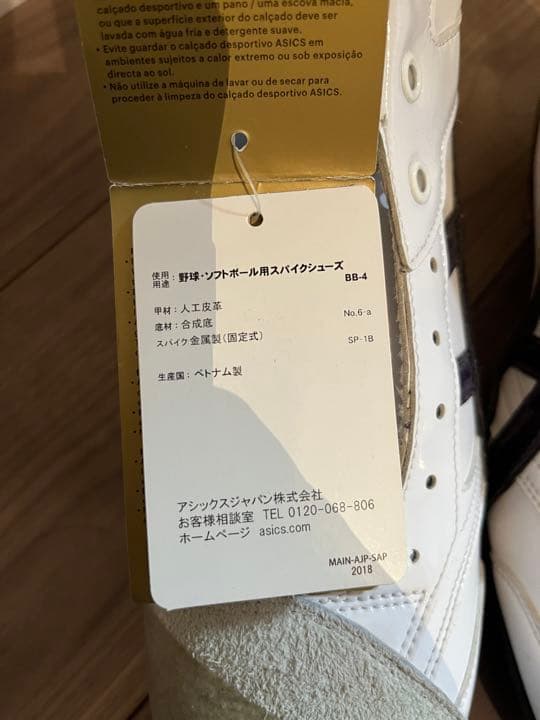 calçado desportivo e um pano / uma escova macia,
ou que a superfície exterior do calçado deve ser
lavada com água fria e detergente suave.
• Evite guardar o calçado desportivo ASICS em
ambientes sujeitos a calor extremo ou sob exposição
directa ao sol.
• Não utilize a máquina de lavar ou de secar para
proceder à limpeza do calçado desportivo ASICS.
使用用途: 野球・ソフトボール用スパイクシューズ
BB-4
甲材: 人工皮革 No.6-a
底材: 合成底
スパイク: 金属製(固定式) SP-1B
生産国: ベトナム製
アシックスジャパン株式会社
お客様相談室 TEL 0120-068-806
ホームページ asics.com
MAIN-AJP-SAP
2018